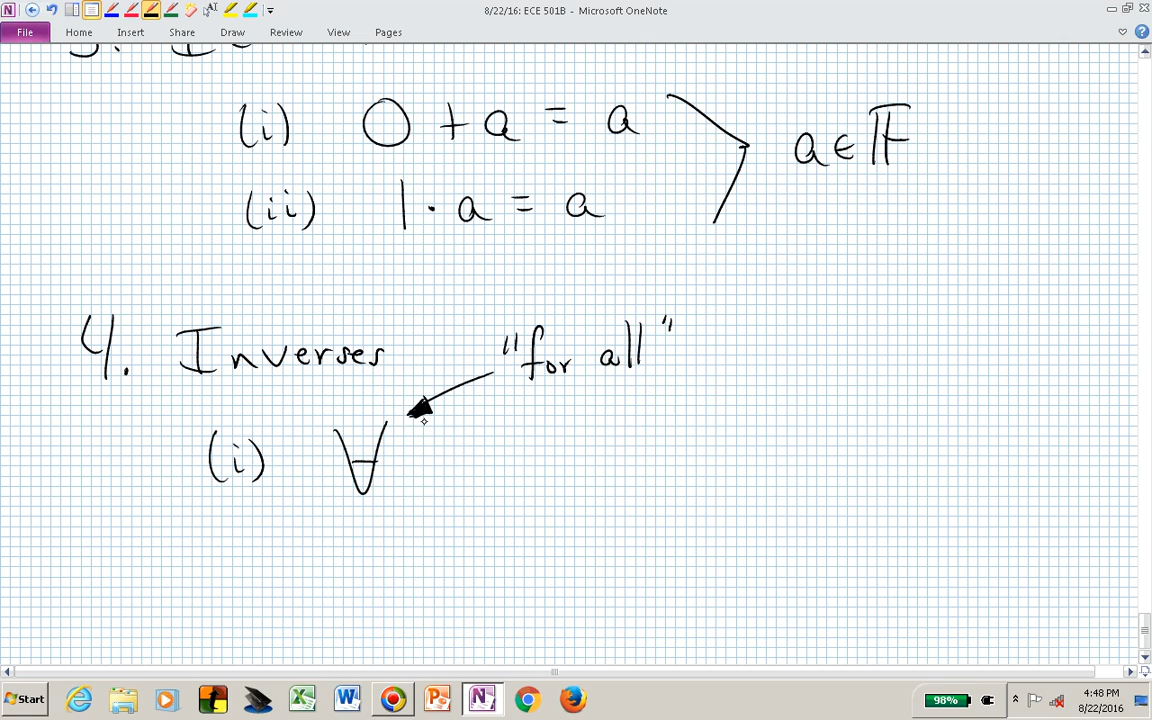 8/22/16: ECE 501B - Microsoft OneNote
File Home Insert Share Draw Review View Pages
(i) 0 + a = a
a ∈ 𝔽
(ii) 1 · a = a
4. Inverses "for all"
(i) ∀
98%
4:48 PM
8/22/2016
Start